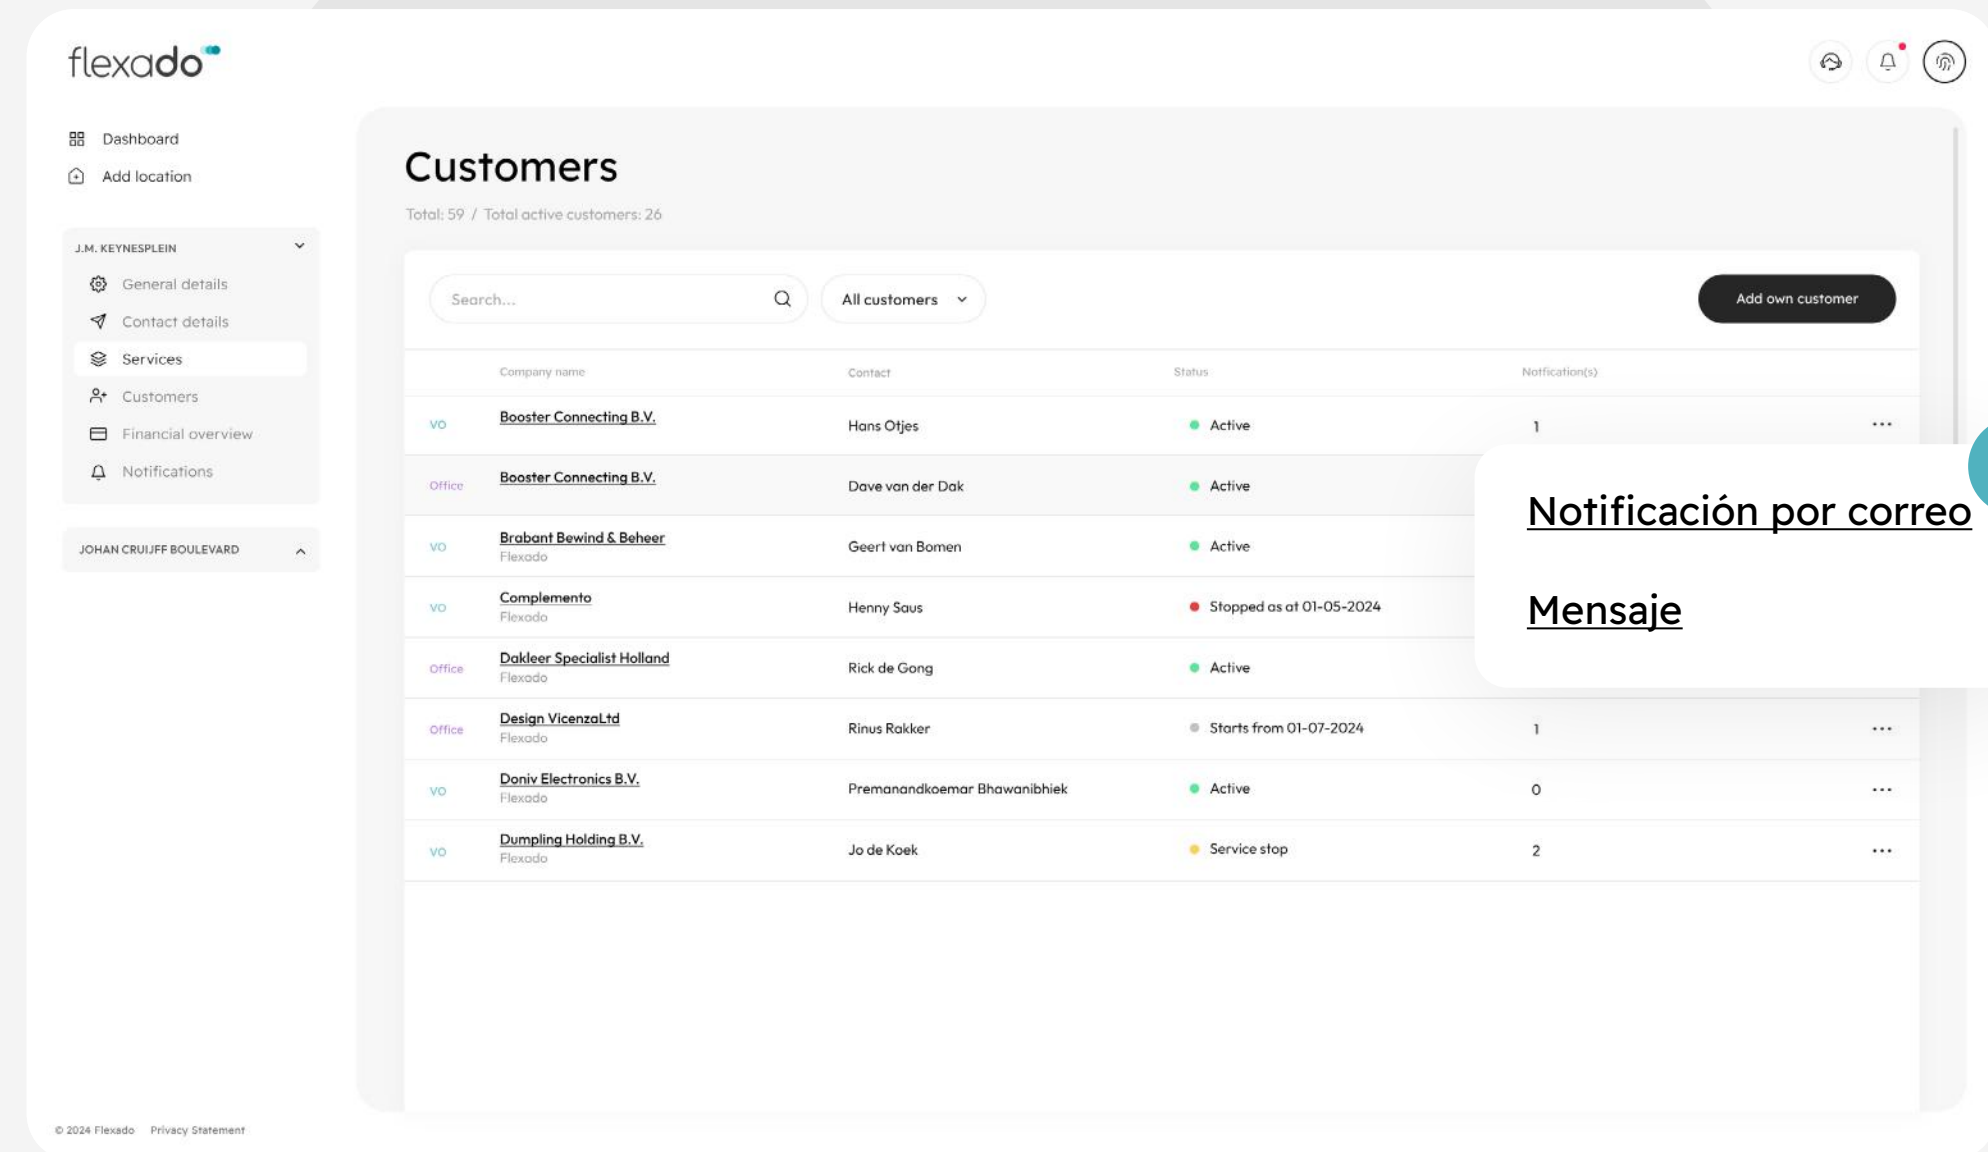 flexado
Dashboard
Add location
J.M. KEYNESPLEIN
General details
Contact details
Services
Customers
Financial overview
Notifications
JOHAN CRUIJFF BOULEVARD
Customers
Total: 59 / Total active customers: 26
Search...
All customers
Add own customer
Company name Contact Status Notfication(s)
VO Booster Connecting B.V. Hans Otjes Active 1 ...
Office Booster Connecting B.V. Dave van der Dak Active
VO Brabant Bewind & Beheer Geert van Bomen Active
Flexado
VO Complemento Henny Saus Stopped as at 01-05-2024
Flexado
Office Dakleer Specialist Holland Rick de Gong Active
Flexado
Office Design VicenzaLtd Rinus Rakker Starts from 01-07-2024 1 ...
Flexado
VO Doniv Electronics B.V. Premanandkoemar Bhawanibhiek Active 0 ...
Flexado
VO Dumpling Holding B.V. Jo de Koek Service stop 2 ...
Flexado
Notificación por correo
Mensaje
© 2024 Flexado Privacy Statement